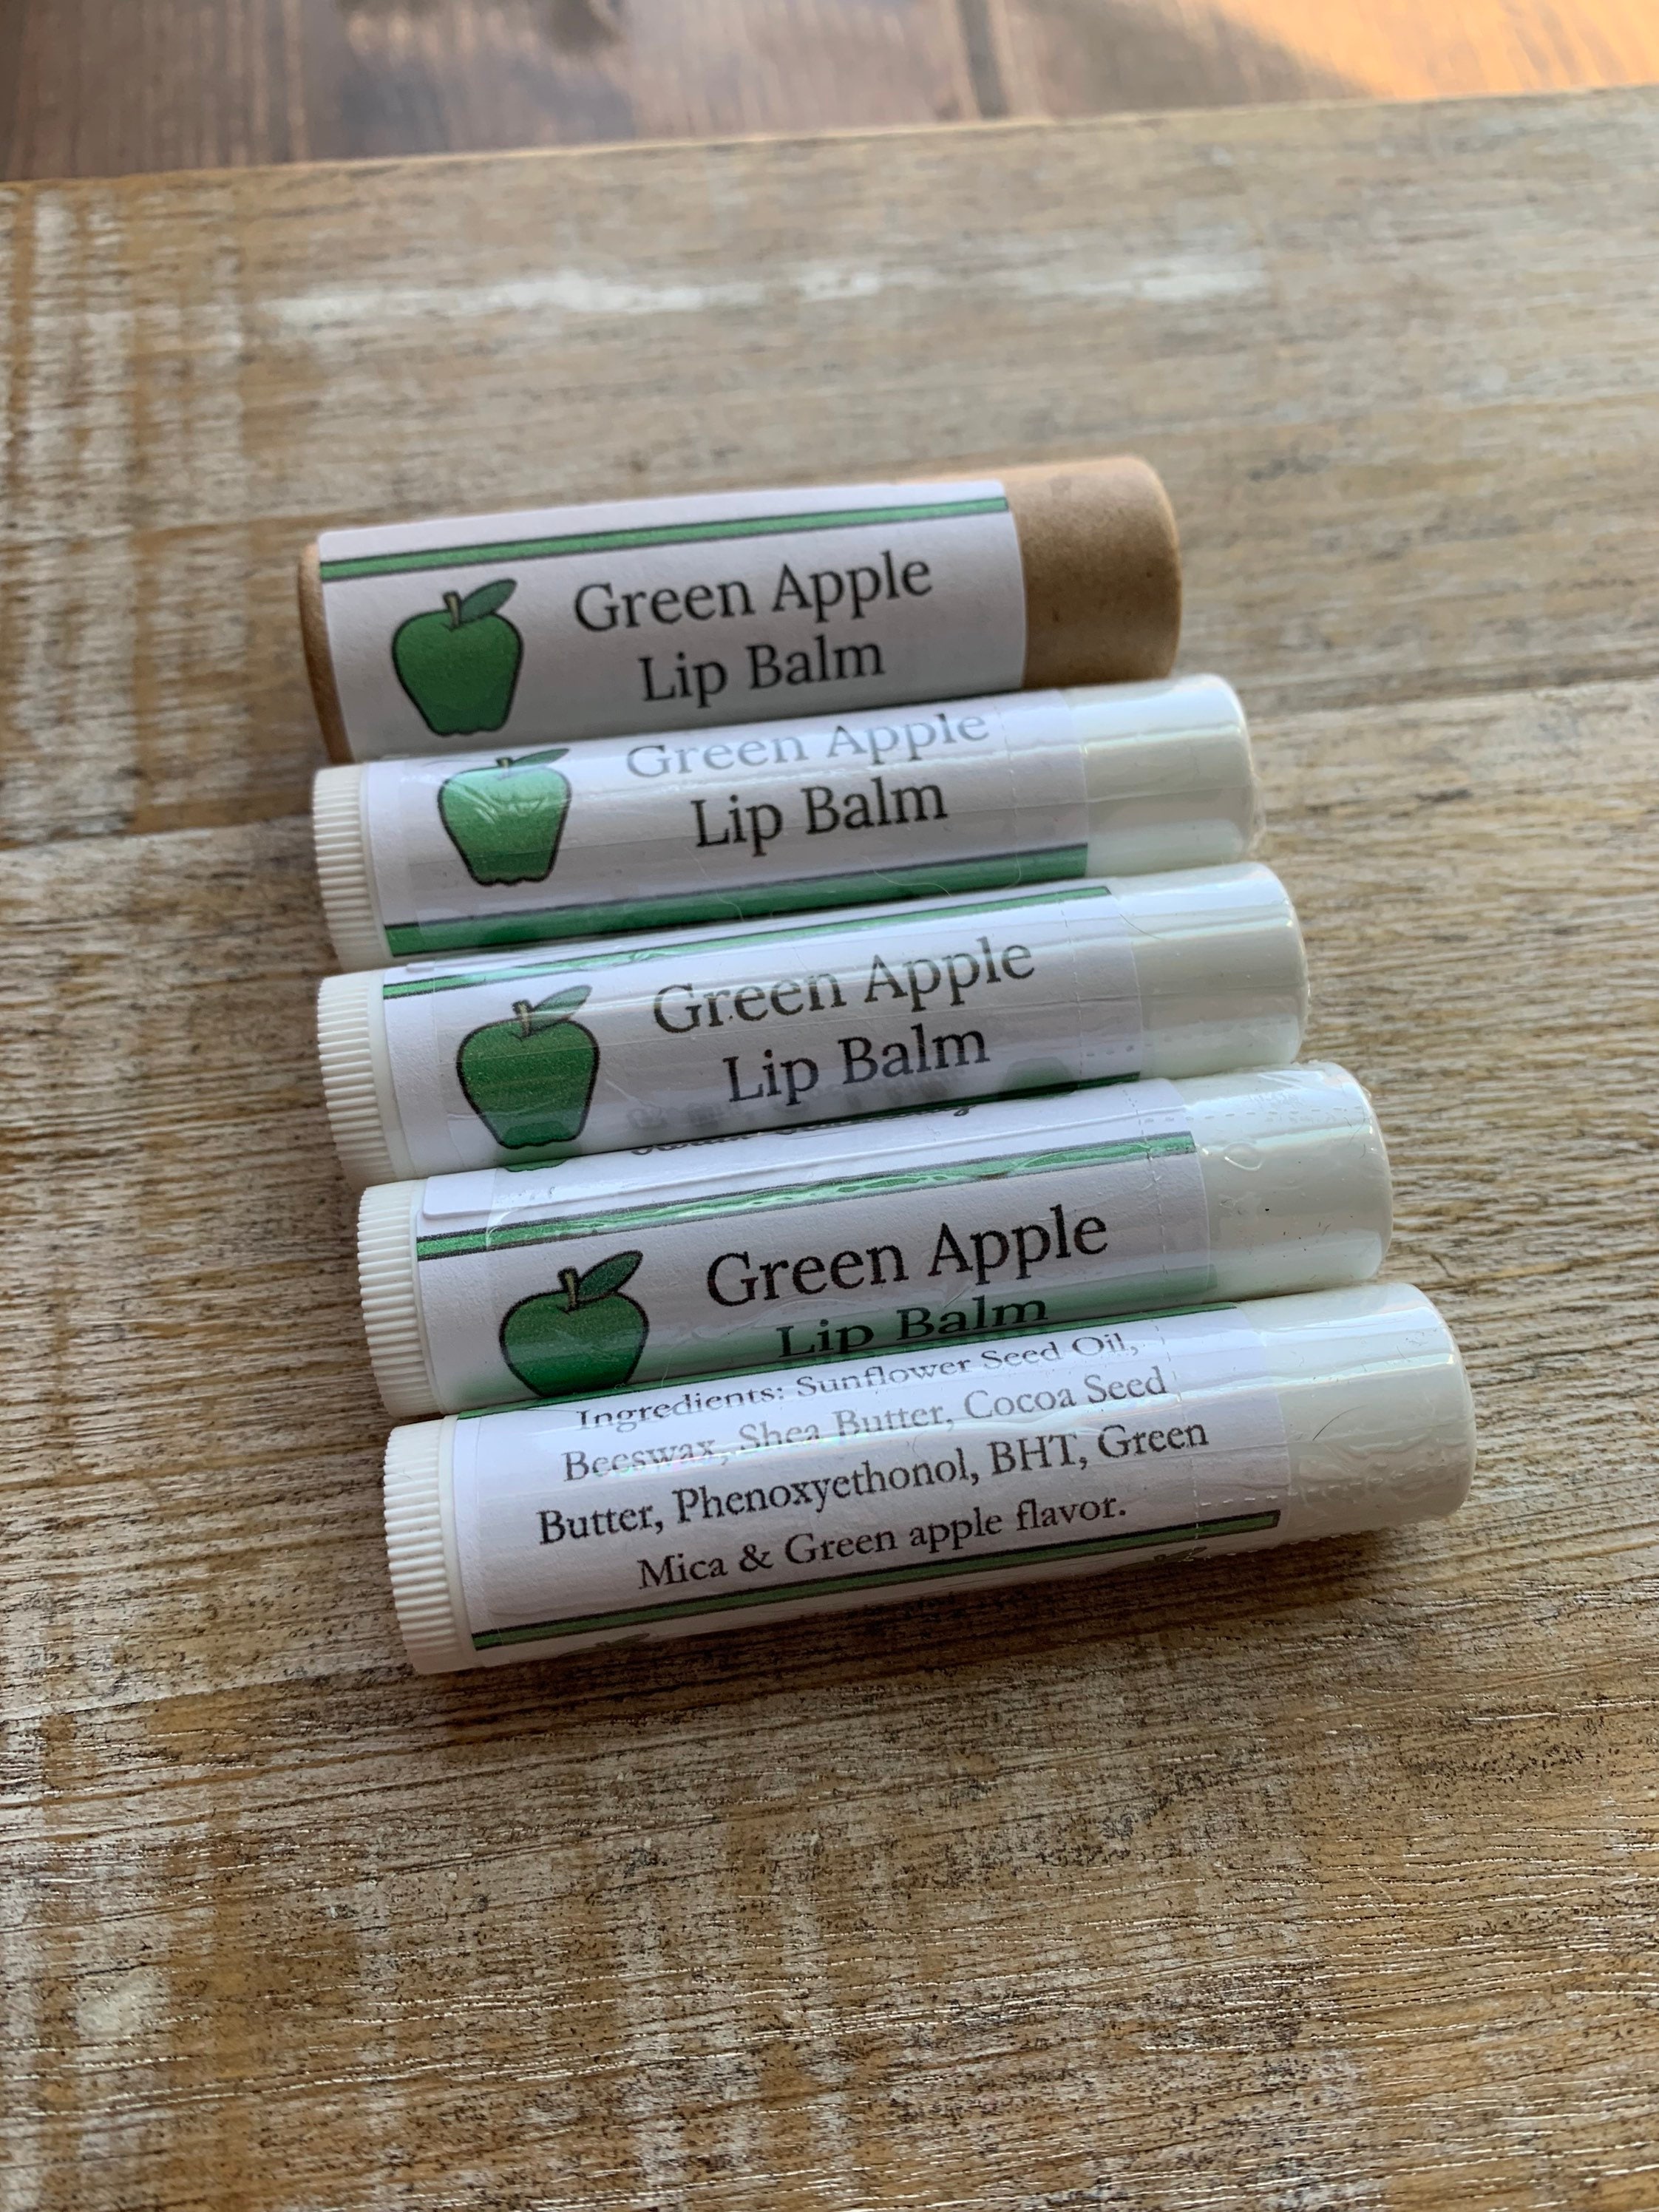 Green Apple
Lip Balm
Green Apple
Lip Balm
Green Apple
Lip Balm
Green Apple
Lip Balm
Ingredients: Sunflower Seed Oil,
Beeswax, Shea Butter, Cocoa Seed
Butter, Phenoxyethonol, BHT, Green
Mica & Green apple flavor.